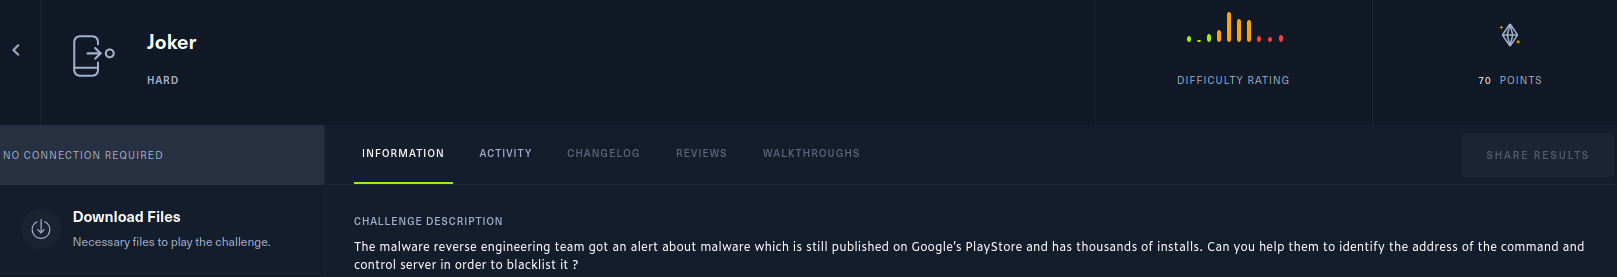 Joker
HARD
DIFFICULTY RATING
70 POINTS
NO CONNECTION REQUIRED
INFORMATION
ACTIVITY
CHANGELOG
REVIEWS
WALKTHROUGHS
SHARE RESULTS
Download Files
Necessary files to play the challenge.
CHALLENGE DESCRIPTION
The malware reverse engineering team got an alert about malware which is still published on Google's PlayStore and has thousands of installs. Can you help them to identify the address of the command and
control server in order to blacklist it ?